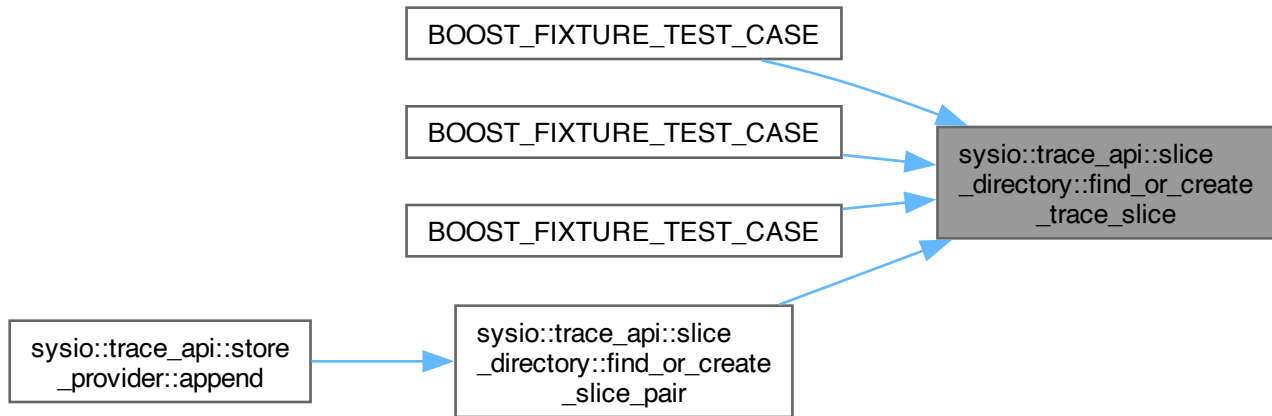 BOOST_FIXTURE_TEST_CASE
BOOST_FIXTURE_TEST_CASE
BOOST_FIXTURE_TEST_CASE
sysio::trace_api::slice
_directory::find_or_create
_trace_slice
sysio::trace_api::store
_provider::append
sysio::trace_api::slice
_directory::find_or_create
_slice_pair